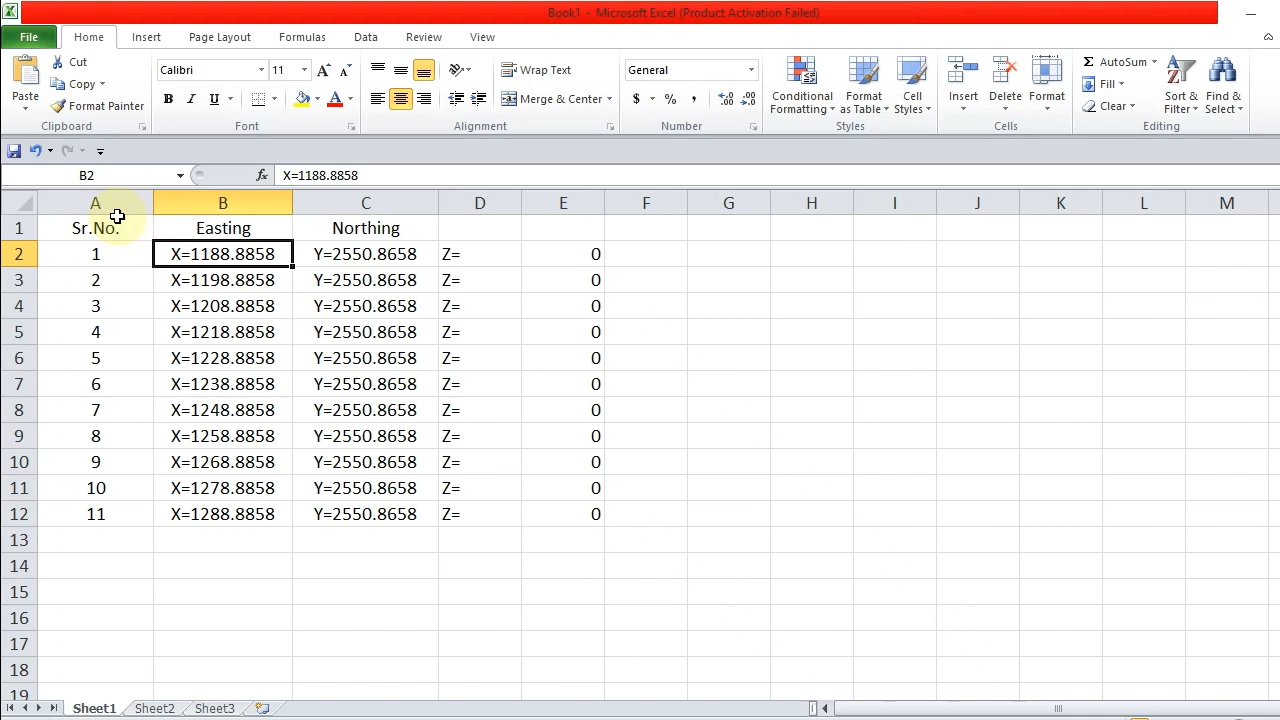 Book1 - Microsoft Excel (Product Activation Failed)
File Home Insert Page Layout Formulas Data Review View
Paste Cut Copy Format Painter Clipboard
Calibri 11 B I U A A A Font
Wrap Text Merge & Center Alignment
General $ % , .0 .00 .00 .0 Number
Conditional Formatting Format as Table Cell Styles Styles
Insert Delete Format Cells
Σ AutoSum Fill Clear Sort & Filter Find & Select Editing
B2 fx X=1188.8858
A B C D E F G H I J K L M
1 Sr.No. Easting Northing
2 1 X=1188.8858 Y=2550.8658 Z= 0
3 2 X=1198.8858 Y=2550.8658 Z= 0
4 3 X=1208.8858 Y=2550.8658 Z= 0
5 4 X=1218.8858 Y=2550.8658 Z= 0
6 5 X=1228.8858 Y=2550.8658 Z= 0
7 6 X=1238.8858 Y=2550.8658 Z= 0
8 7 X=1248.8858 Y=2550.8658 Z= 0
9 8 X=1258.8858 Y=2550.8658 Z= 0
10 9 X=1268.8858 Y=2550.8658 Z= 0
11 10 X=1278.8858 Y=2550.8658 Z= 0
12 11 X=1288.8858 Y=2550.8658 Z= 0
13
14
15
16
17
18
19
Sheet1 Sheet2 Sheet3